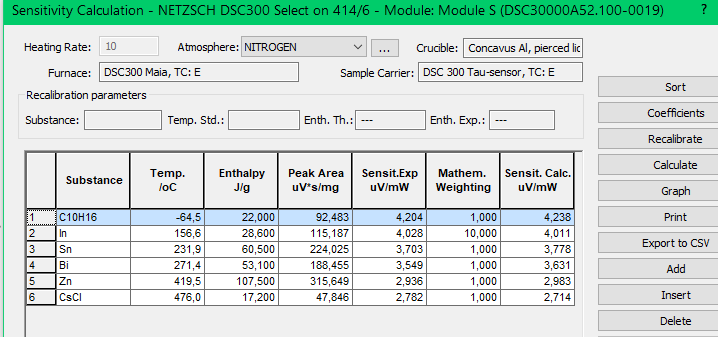 Sensitivity Calculation - NETZSCH DSC300 Select on 414/6 - Module: Module S (DSC30000A52.100-0019) ?
Heating Rate: 10 Atmosphere: NITROGEN ... Crucible: Concavus Al, pierced lic
Furnace: DSC300 Maia, TC: E Sample Carrier: DSC 300 Tau-sensor, TC: E
Recalibration parameters
Substance: Temp. Std.: Enth. Th.: --- Enth. Exp.: ---
Sort
Coefficients
Recalibrate
Calculate
Graph
Print
Export to CSV
Add
Insert
Delete
Substance Temp. /oC Enthalpy J/g Peak Area uV*s/mg Sensit.Exp uV/mW Mathem. Weighting Sensit. Calc. uV/mW
1 C10H16 -64,5 22,000 92,483 4,204 1,000 4,238
2 In 156,6 28,600 115,187 4,028 10,000 4,011
3 Sn 231,9 60,500 224,025 3,703 1,000 3,778
4 Bi 271,4 53,100 188,455 3,549 1,000 3,631
5 Zn 419,5 107,500 315,649 2,936 1,000 2,983
6 CsCl 476,0 17,200 47,846 2,782 1,000 2,714